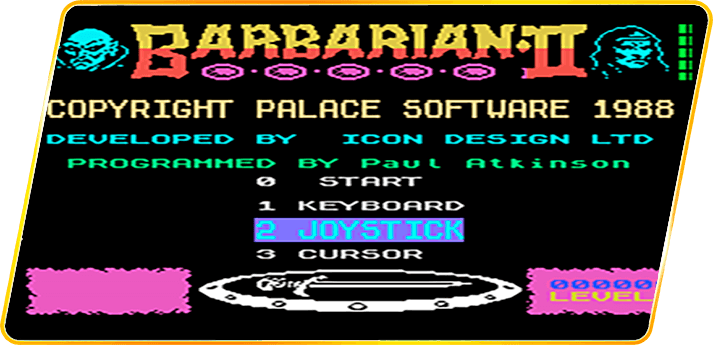 BARBARIAN·II
COPYRIGHT PALACE SOFTWARE 1988
DEVELOPED BY ICON DESIGN LTD
PROGRAMMED BY Paul Atkinson
0 START
1 KEYBOARD
2 JOYSTICK
3 CURSOR
00000
LEVEL